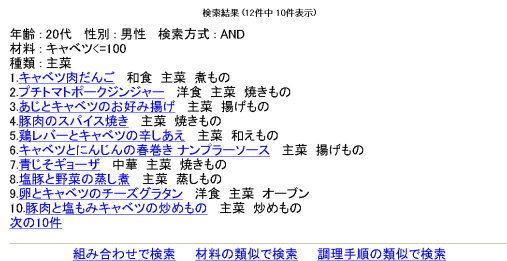 検索結果 (12件中 10件表示)
年齢 : 20代 性別 : 男性 検索方式 : AND
材料 : キャベツ<=100
種類 : 主菜
1.キャベツ肉だんご 和食 主菜 煮もの
2.プチトマトポークジンジャー 洋食 主菜 焼きもの
3.あじとキャベツのお好み揚げ 主菜 揚げもの
4.豚肉のスパイス焼き 主菜 焼きもの
5.鶏レバーとキャベツの辛しあえ 主菜 和えもの
6.キャベツとにんじんの春巻き ナンプラーソース 主菜 揚げもの
7.青じそギョーザ 中華 主菜 焼きもの
8.塩豚と野菜の蒸し煮 主菜 蒸しもの
9.卵とキャベツのチーズグラタン 洋食 主菜 オーブン
10.豚肉と塩もみキャベツの炒めもの 主菜 炒めもの
次の10件
組み合わせで検索 材料の類似で検索 調理手順の類似で検索